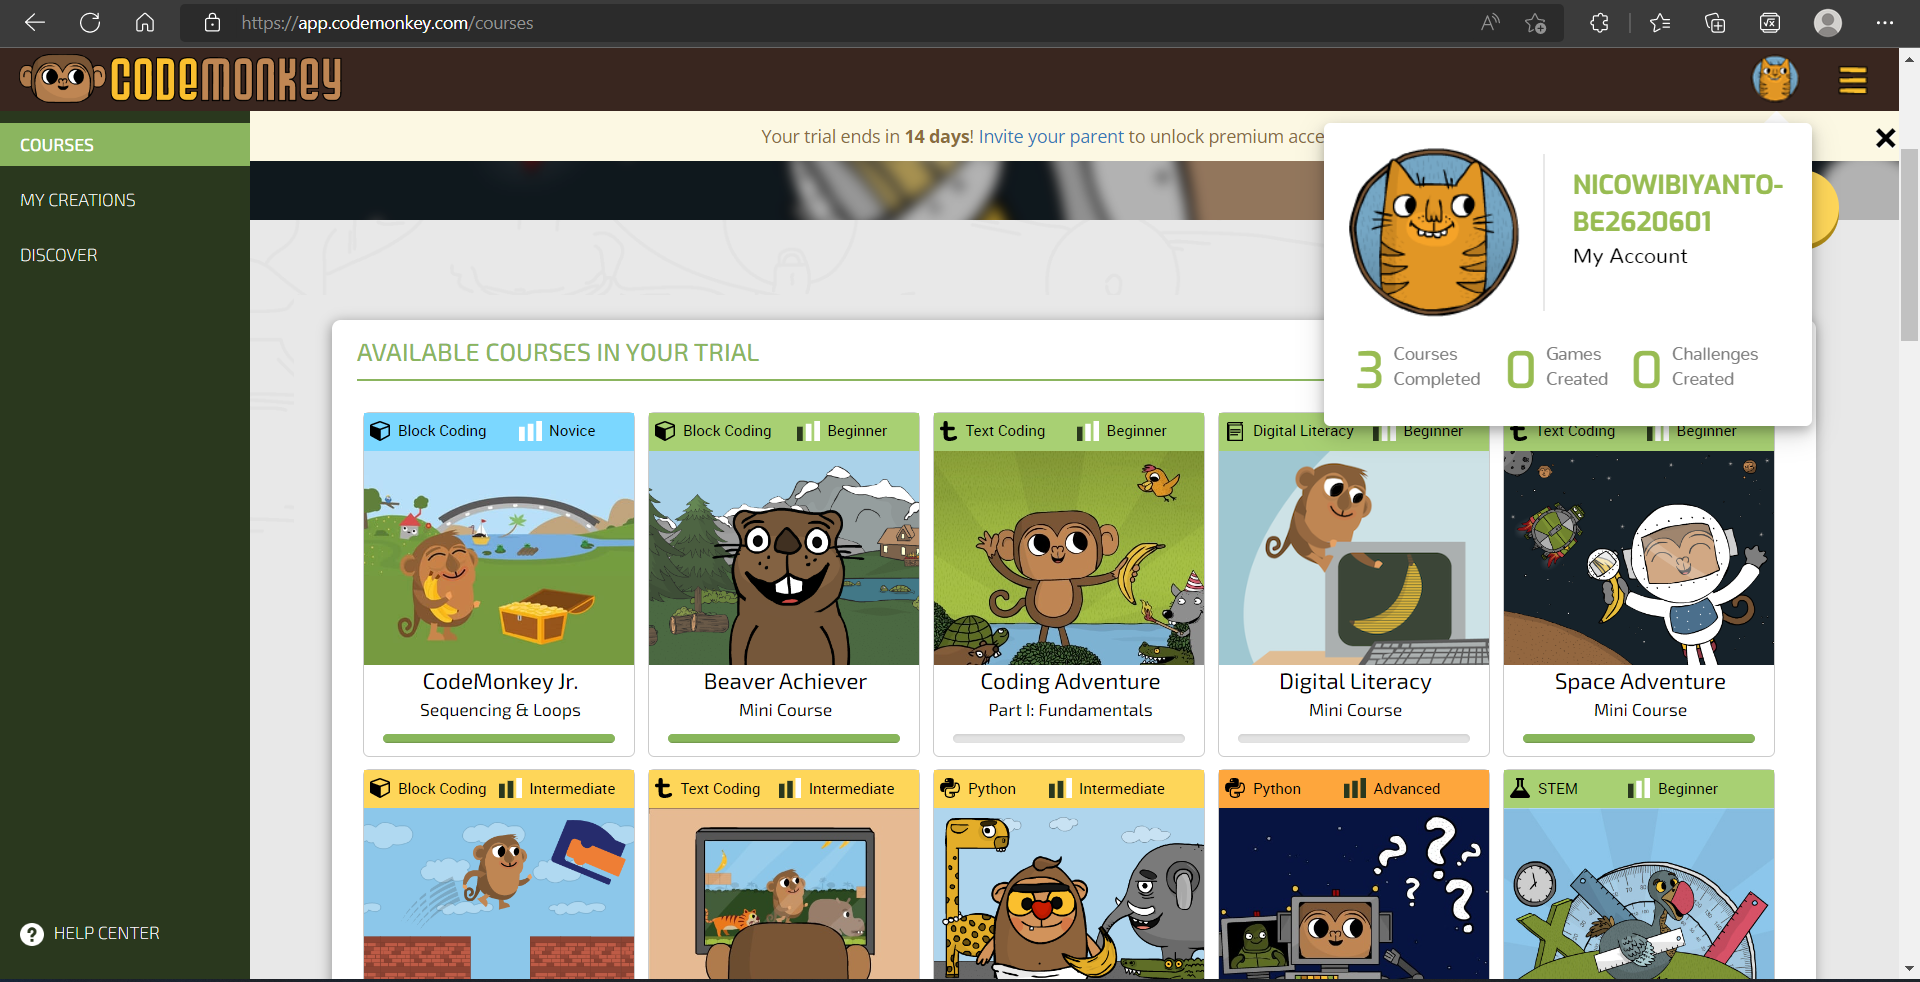 https://app.codemonkey.com/courses
CODEMONKEY
COURSES
MY CREATIONS
DISCOVER
HELP CENTER
Your trial ends in 14 days! Invite your parent to unlock premium acce
NICOWIBIYANTO-
BE2620601
My Account
3 Courses Completed
0 Games Created
0 Challenges Created
AVAILABLE COURSES IN YOUR TRIAL
Block Coding Novice
CodeMonkey Jr.
Sequencing & Loops
Block Coding Beginner
Beaver Achiever
Mini Course
Text Coding Beginner
Coding Adventure
Part I: Fundamentals
Digital Literacy Beginner
Digital Literacy
Mini Course
Text Coding Beginner
Space Adventure
Mini Course
Block Coding Intermediate
Text Coding Intermediate
Python Intermediate
Python Advanced
STEM Beginner